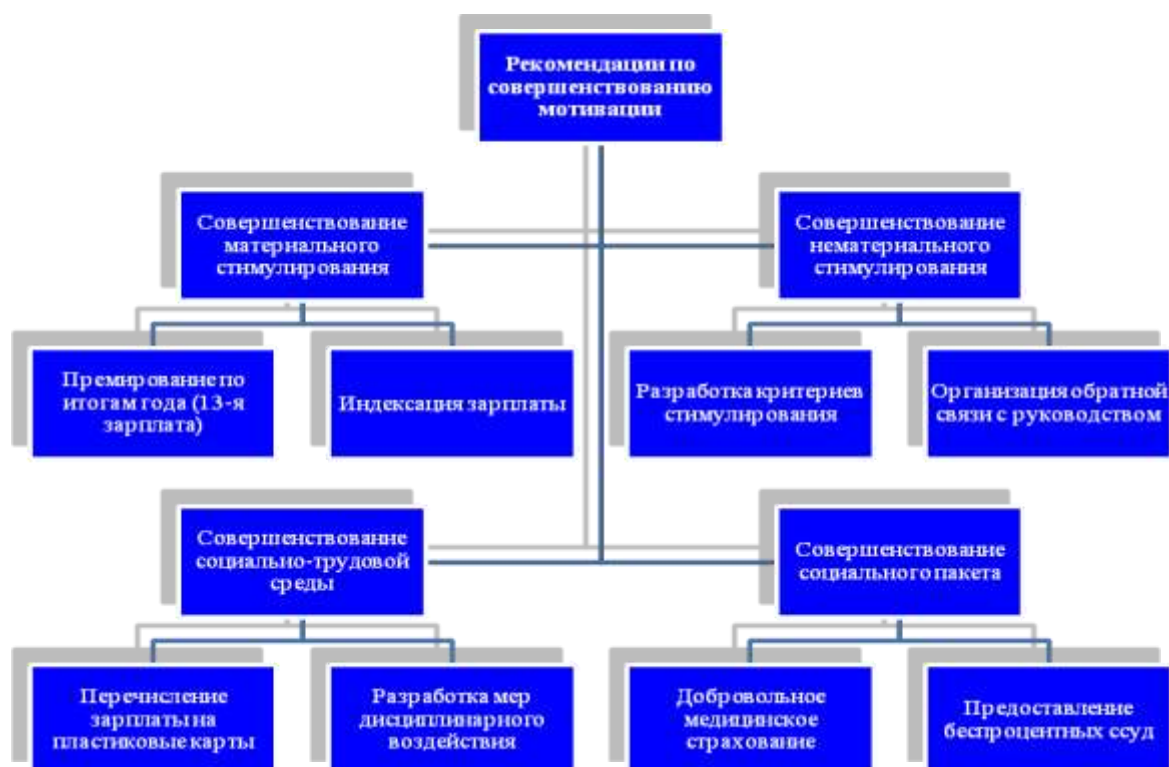 Рекомендации по
совершенствованию
мотивации
Совершенствование
материального
стимулирования
Совершенствование
нематериального
стимулирования
Премирование по
итогам года (13-я
зарплата)
Индексация зарплаты
Разработка критериев
стимулирования
Организация обратной
связи с руководством
Совершенствование
социально-трудовой
среды
Совершенствование
социального пакета
Перечисление
зарплаты на
пластиковые карты
Разработка мер
дисциплинарного
воздействия
Добровольное
медицинское
страхование
Предоставление
беспроцентных ссуд